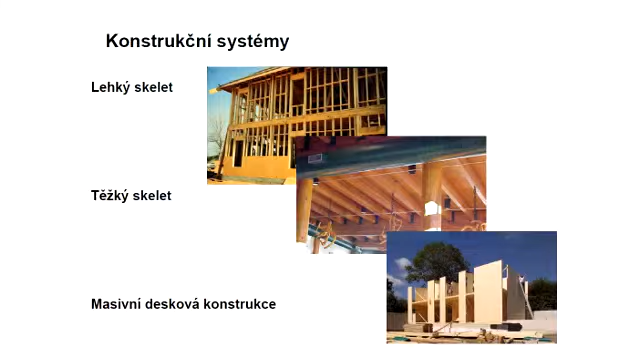 Konstrukční systémy
Lehký skelet
Těžký skelet
Masivní desková konstrukce